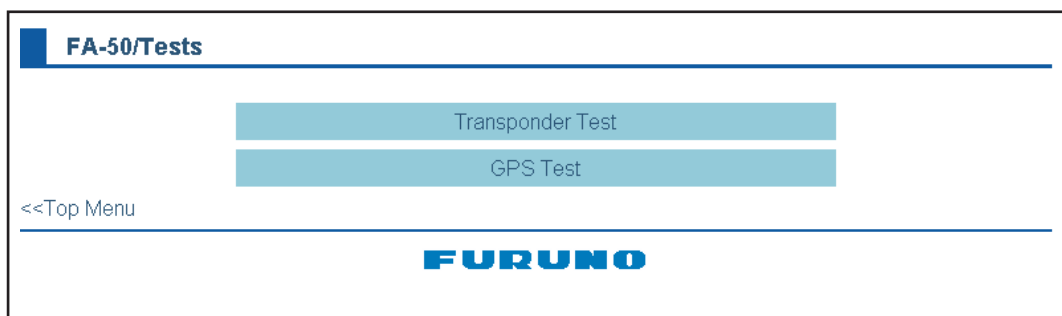 FA-50/Tests
Transponder Test
GPS Test
<<Top Menu
FURUNO